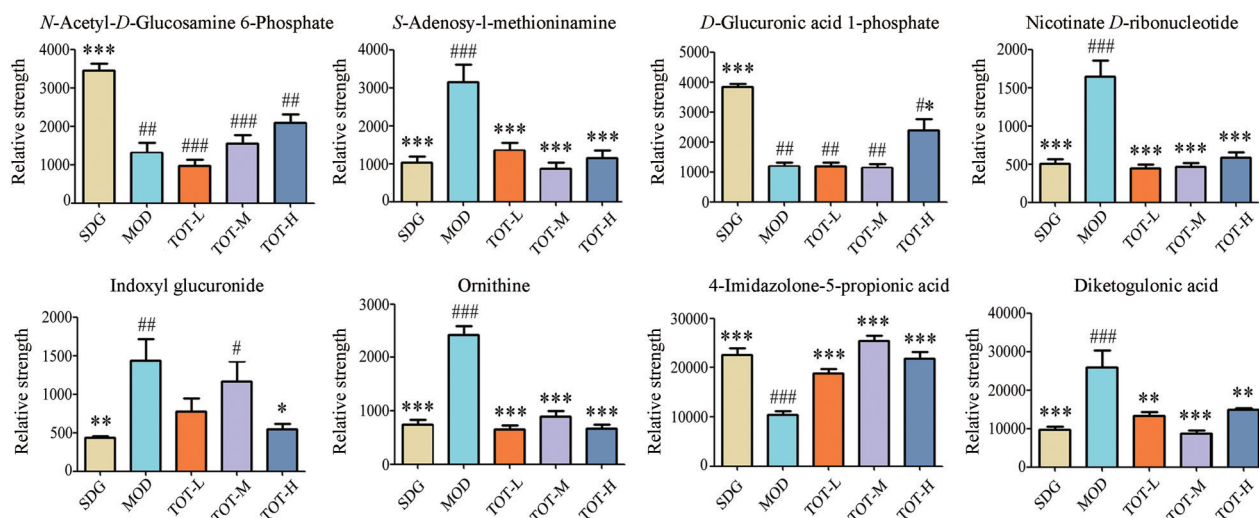 N-Acetyl-D-Glucosamine 6-Phosphate
Relative strength
4000
3000
2000
1000
0
***
##
###
###
##
SDG
MOD
TOT-L
TOT-M
TOT-H
S-Adenosy-l-methioninamine
Relative strength
4000
3000
2000
1000
0
***
###
***
***
***
SDG
MOD
TOT-L
TOT-M
TOT-H
D-Glucuronic acid 1-phosphate
Relative strength
5000
4000
3000
2000
1000
0
***
##
##
##
#*
SDG
MOD
TOT-L
TOT-M
TOT-H
Nicotinate D-ribonucleotide
Relative strength
2000
1500
1000
500
0
***
###
***
***
***
SDG
MOD
TOT-L
TOT-M
TOT-H
Indoxyl glucuronide
Relative strength
2000
1500
1000
500
0
**
##
#
*
SDG
MOD
TOT-L
TOT-M
TOT-H
Ornithine
Relative strength
3000
2000
1000
0
***
###
***
***
***
SDG
MOD
TOT-L
TOT-M
TOT-H
4-Imidazolone-5-propionic acid
Relative strength
30000
20000
10000
0
***
###
***
***
***
SDG
MOD
TOT-L
TOT-M
TOT-H
Diketogulonic acid
Relative strength
40000
30000
20000
10000
0
***
###
**
***
**
SDG
MOD
TOT-L
TOT-M
TOT-H